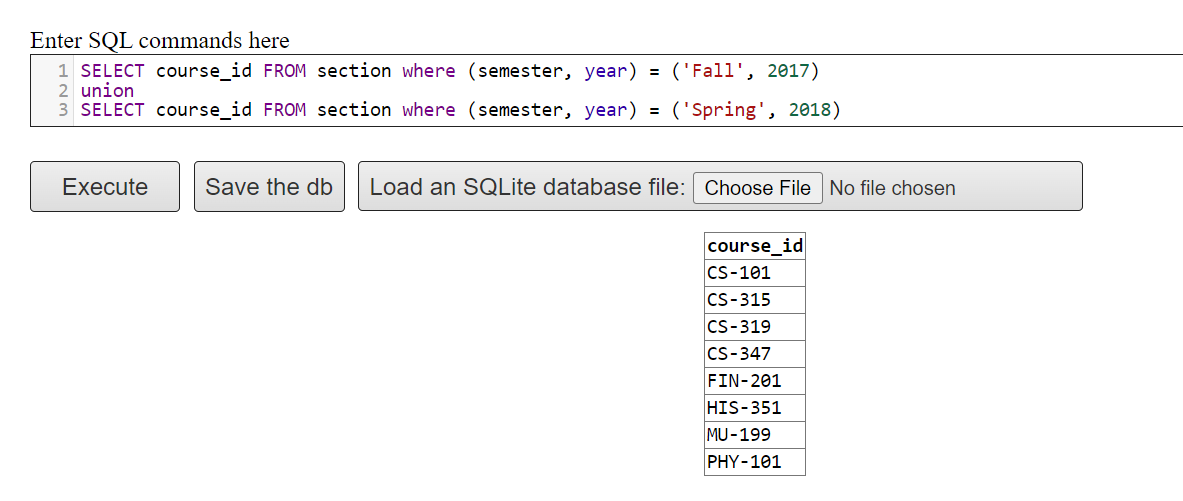 Enter SQL commands here
1 SELECT course_id FROM section where (semester, year) = ('Fall', 2017)
2 union
3 SELECT course_id FROM section where (semester, year) = ('Spring', 2018)
Execute Save the db Load an SQLite database file: Choose File No file chosen
course_id
CS-101
CS-315
CS-319
CS-347
FIN-201
HIS-351
MU-199
PHY-101